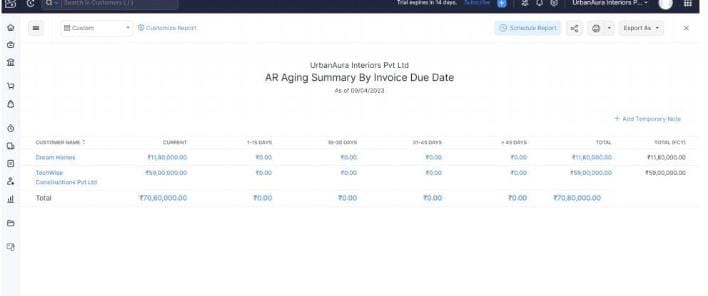 Search in Customers ( / )
Trial expires in 14 days. Subscribe
UrbanAura Interiors P...
Custom
Customize Report
Schedule Report
Export As
UrbanAura Interiors Pvt Ltd
AR Aging Summary By Invoice Due Date
As of 09/04/2023
+ Add Temporary Note
CUSTOMER NAME CURRENT 1-15 DAYS 16-30 DAYS 31-45 DAYS > 45 DAYS TOTAL TOTAL (FCY)
Dream Homes ₹11,80,000.00 ₹0.00 ₹0.00 ₹0.00 ₹0.00 ₹11,80,000.00 ₹11,80,000.00
TechWise ₹59,00,000.00 ₹0.00 ₹0.00 ₹0.00 ₹0.00 ₹59,00,000.00 ₹59,00,000.00
Constructions Pvt Ltd
Total ₹70,80,000.00 ₹0.00 ₹0.00 ₹0.00 ₹0.00 ₹70,80,000.00